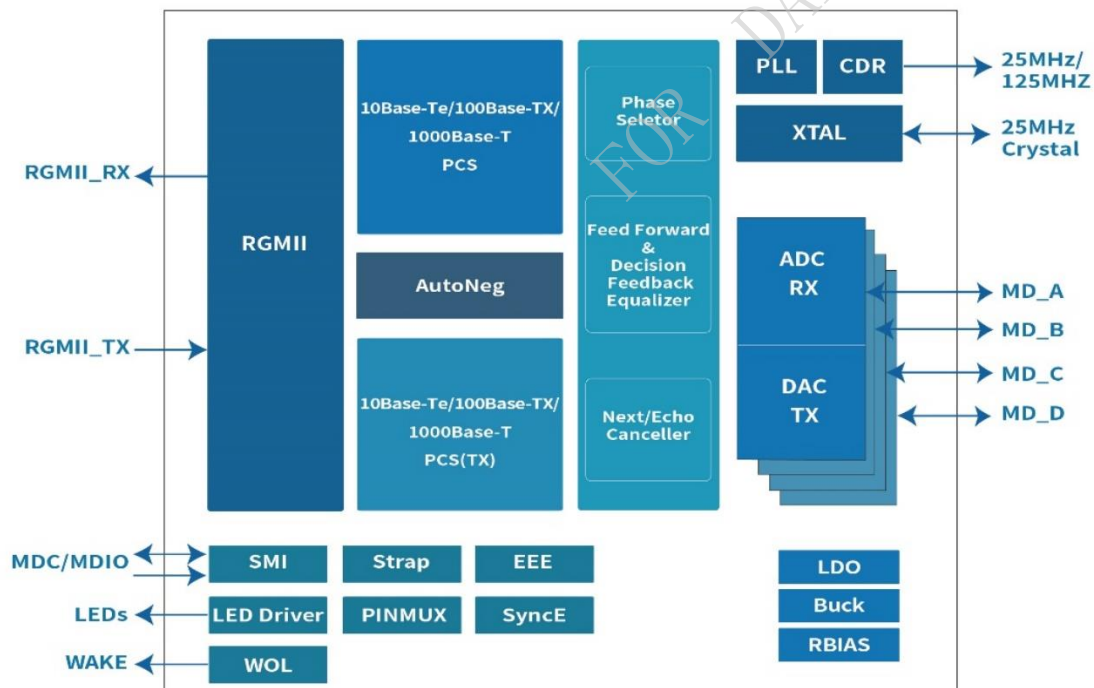 RGMII_RX
RGMII_TX
RGMII
10Base-Te/100Base-TX/
1000Base-T
PCS
AutoNeg
10Base-Te/100Base-TX/
1000Base-T
PCS(TX)
Phase
Seletor
Feed Forward
&
Decision
Feedback
Equalizer
Next/Echo
Canceller
PLL
CDR
25MHz/
125MHZ
XTAL
25MHz
Crystal
ADC
RX
DAC
TX
MD_A
MD_B
MD_C
MD_D
MDC/MDIO
SMI
Strap
EEE
LEDs
LED Driver
PINMUX
SyncE
WAKE
WOL
LDO
Buck
RBIAS
FOR